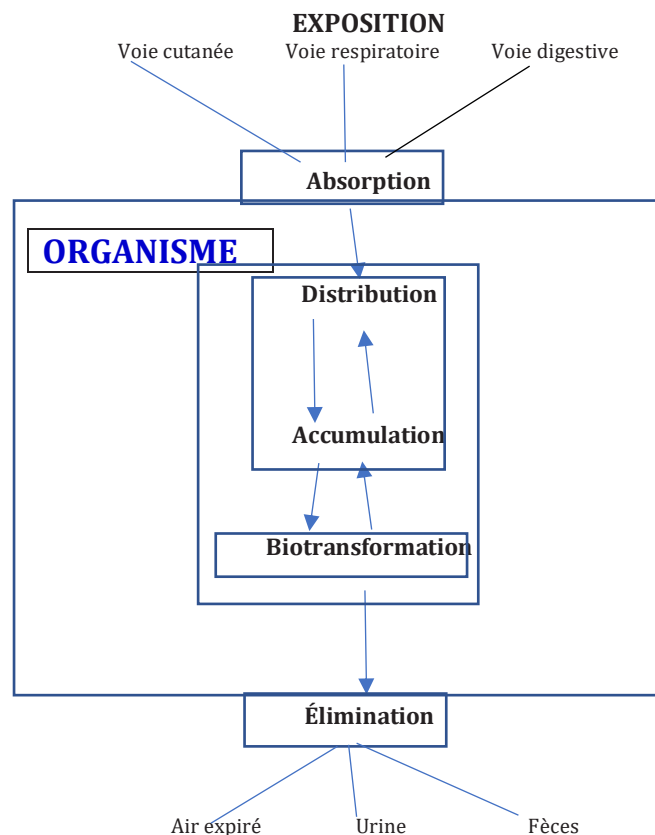 EXPOSITION
Voie cutanée Voie respiratoire Voie digestive
Absorption
ORGANISME
Distribution
Accumulation
Biotransformation
Élimination
Air expiré Urine Fèces